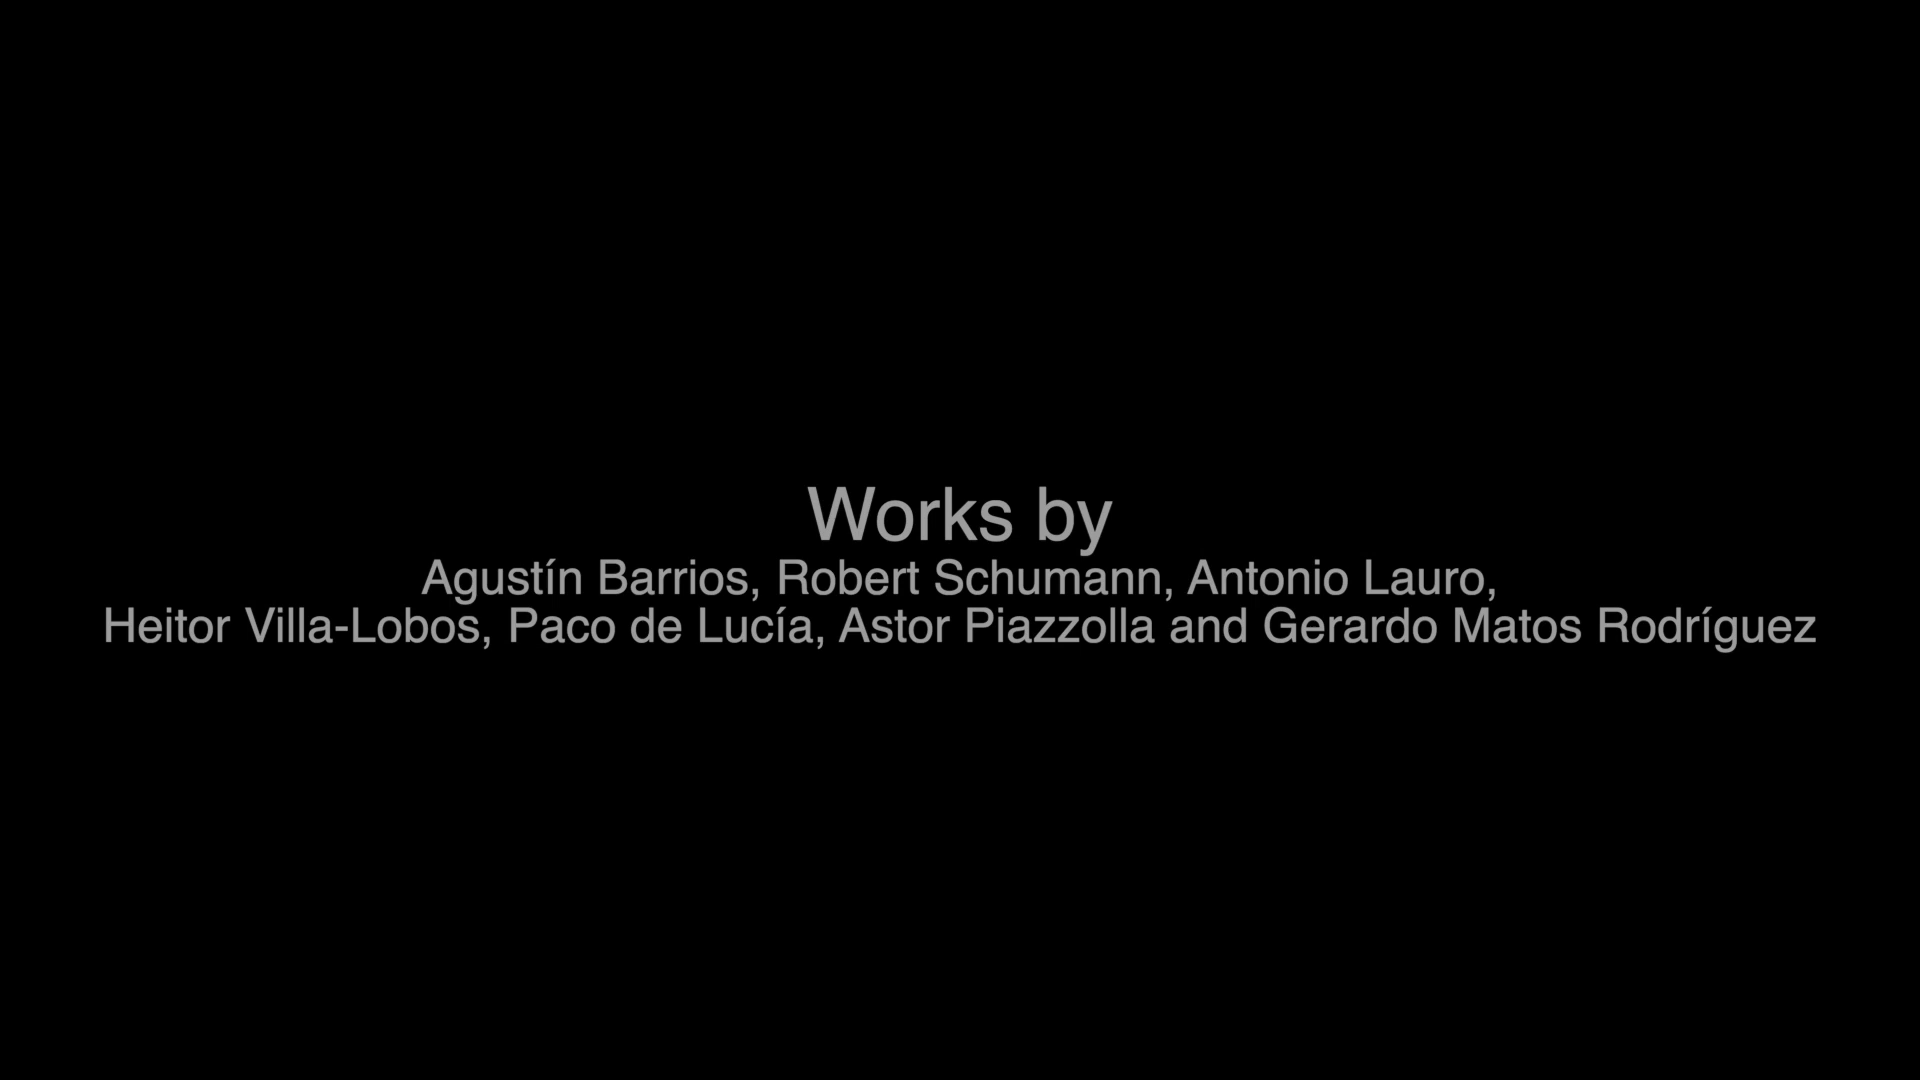 Works by
Agustín Barrios, Robert Schumann, Antonio Lauro,
Heitor Villa-Lobos, Paco de Lucía, Astor Piazzolla and Gerardo Matos Rodríguez